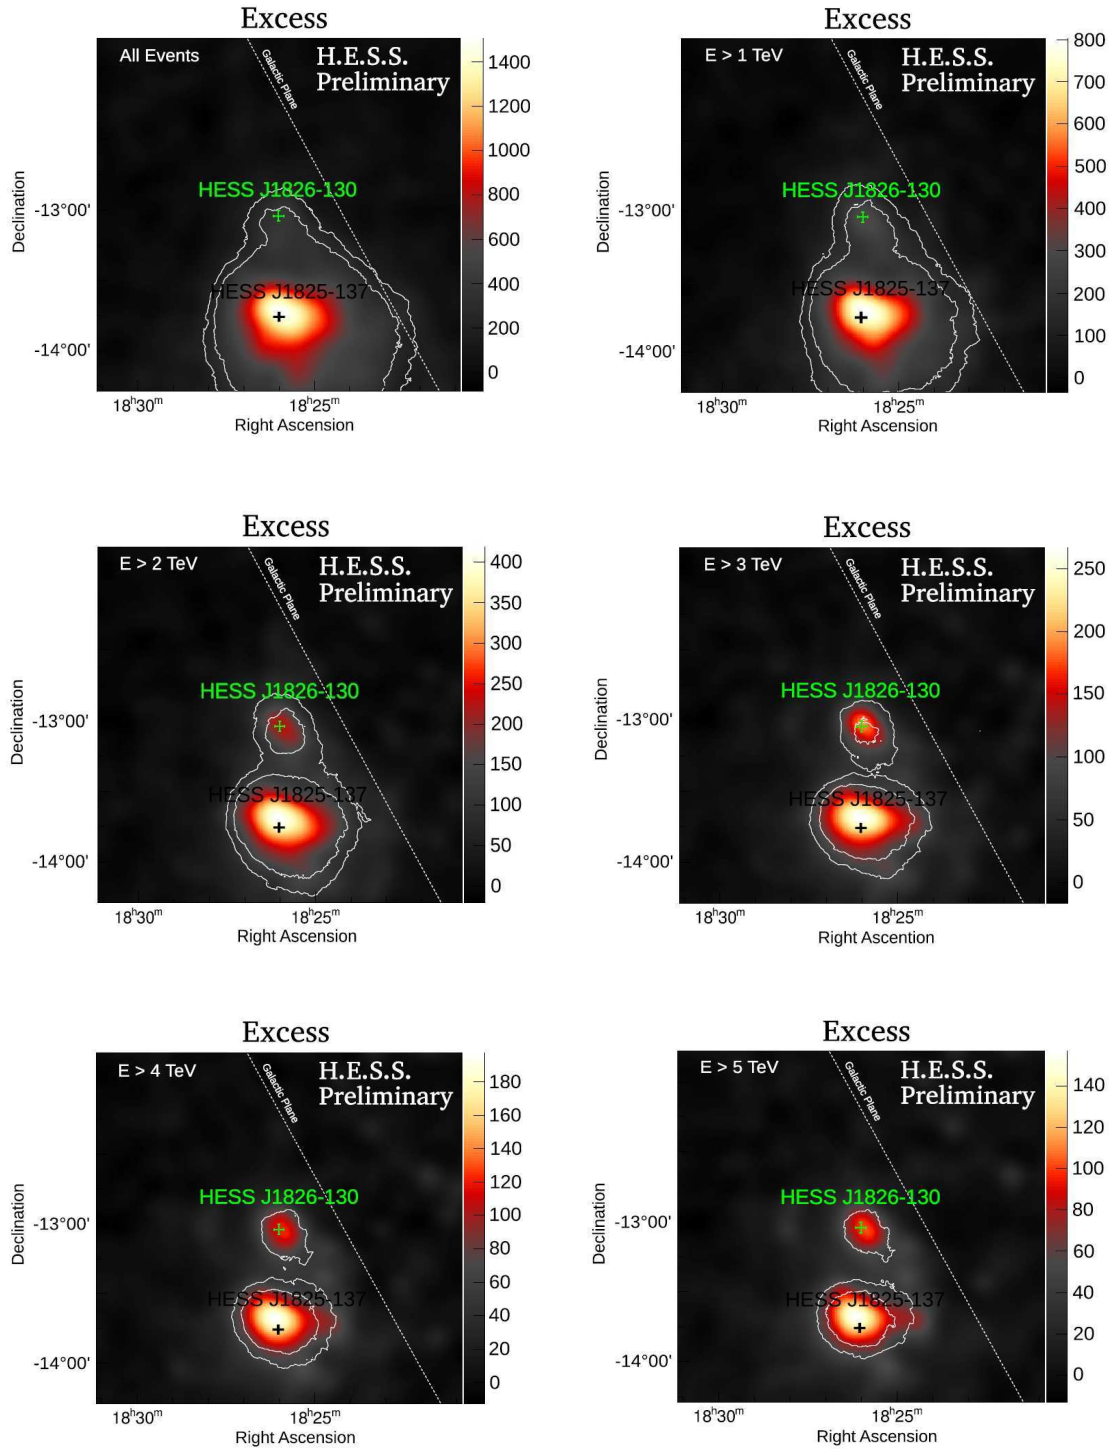 Excess
All Events
H.E.S.S.
Preliminary
Galactic Plane
HESS J1826-130
HESS J1825-137
Declination
-13°00'
-14°00'
18h30m
18h25m
Right Ascension
1400
1200
1000
800
600
400
200
0
Excess
E > 1 TeV
H.E.S.S.
Preliminary
Galactic Plane
HESS J1826-130
HESS J1825-137
Declination
-13°00'
-14°00'
18h30m
18h25m
Right Ascension
800
700
600
500
400
300
200
100
0
Excess
E > 2 TeV
H.E.S.S.
Preliminary
Galactic Plane
HESS J1826-130
HESS J1825-137
Declination
-13°00'
-14°00'
18h30m
18h25m
Right Ascension
400
350
300
250
200
150
100
50
0
Excess
E > 3 TeV
H.E.S.S.
Preliminary
Galactic Plane
HESS J1826-130
HESS J1825-137
Declination
-13°00'
-14°00'
18h30m
18h25m
Right Ascention
250
200
150
100
50
0
Excess
E > 4 TeV
H.E.S.S.
Preliminary
Galactic Plane
HESS J1826-130
HESS J1825-137
Declination
-13°00'
-14°00'
18h30m
18h25m
Right Ascension
180
160
140
120
100
80
60
40
20
0
Excess
E > 5 TeV
H.E.S.S.
Preliminary
Galactic Plane
HESS J1826-130
HESS J1825-137
Declination
-13°00'
-14°00'
18h30m
18h25m
Right Ascension
140
120
100
80
60
40
20
0